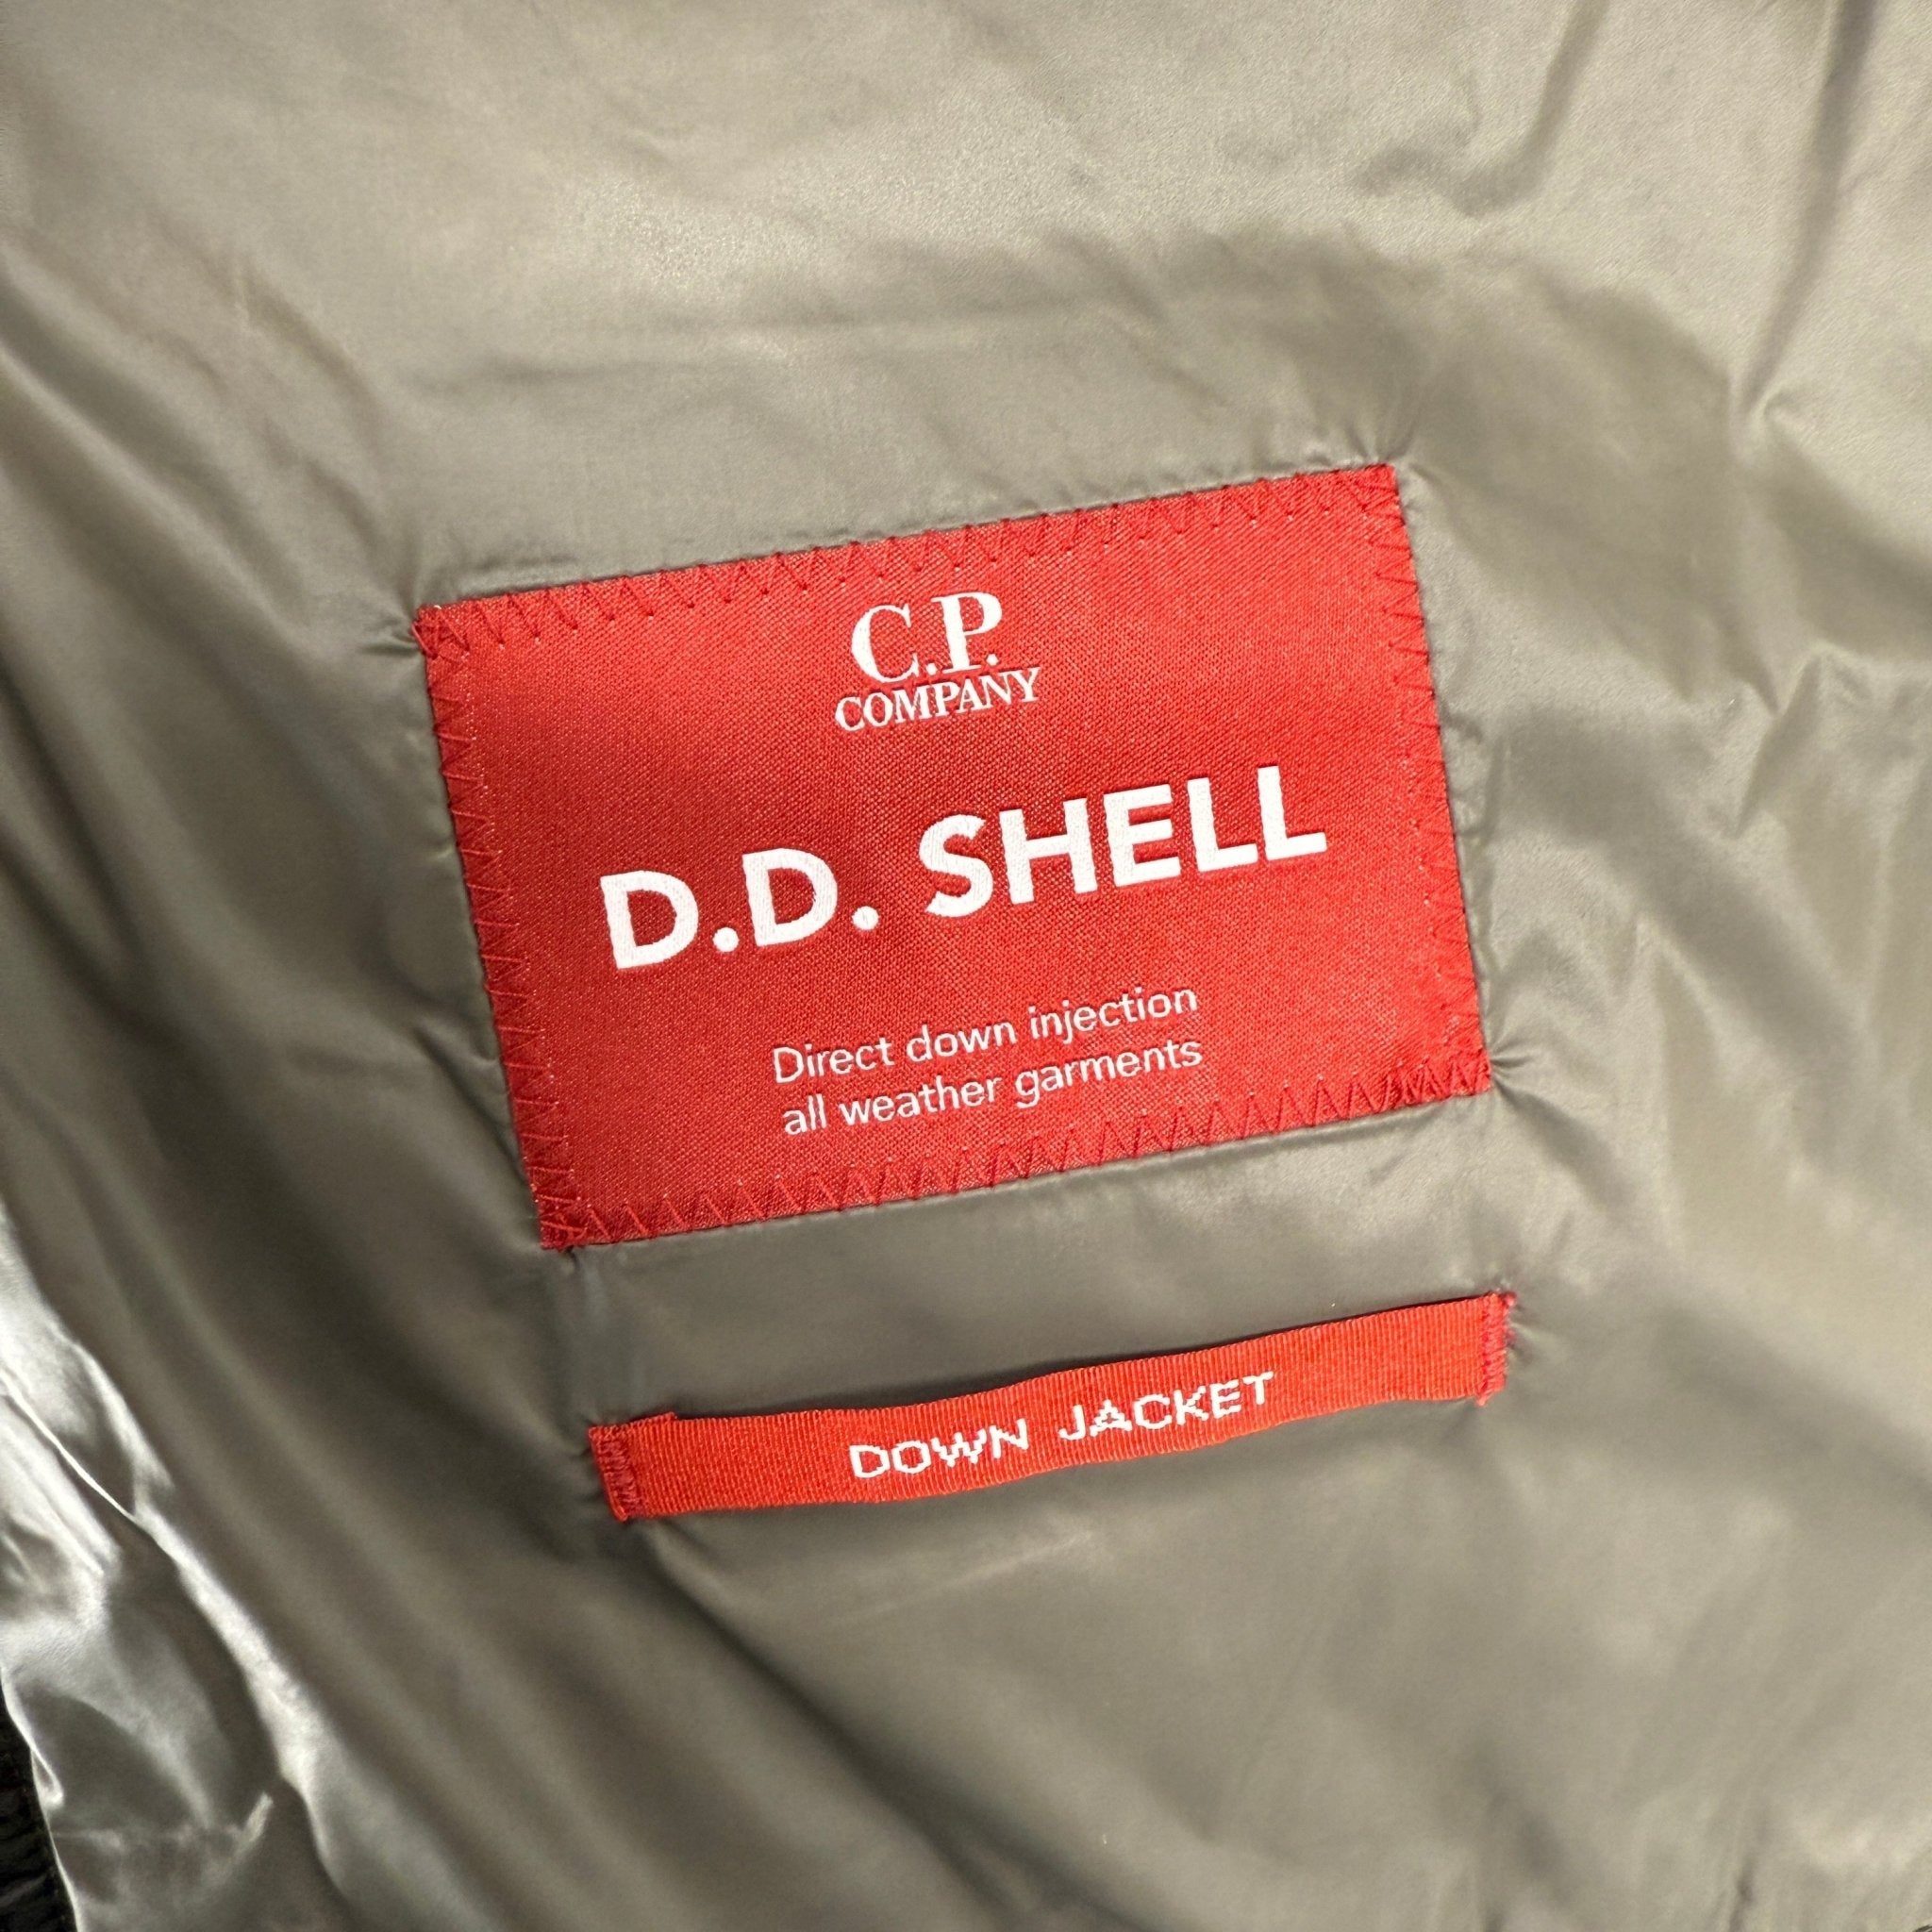 C.P.
COMPANY
D.D. SHELL
Direct down injection
all weather garments
DOWN JACKET